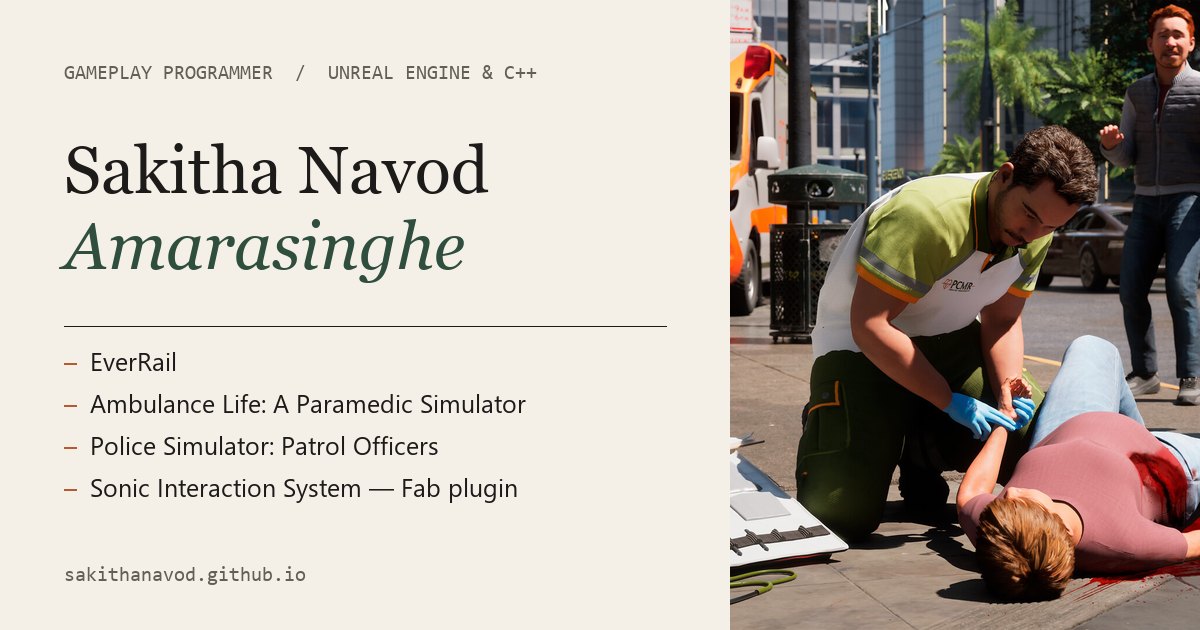 GAMEPLAY PROGRAMMER / UNREAL ENGINE & C++
Sakitha Navod
Amarasinghe
– EverRail
– Ambulance Life: A Paramedic Simulator
– Police Simulator: Patrol Officers
– Sonic Interaction System — Fab plugin
sakithanavod.github.io
PCMR